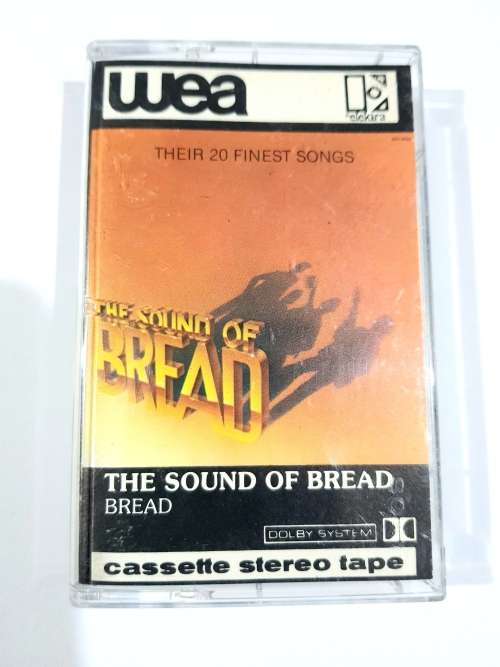 wea
elektra
THEIR 20 FINEST SONGS
THE SOUND OF
BREAD
THE SOUND OF BREAD
BREAD
DOLBY SYSTEM
cassette stereo tape